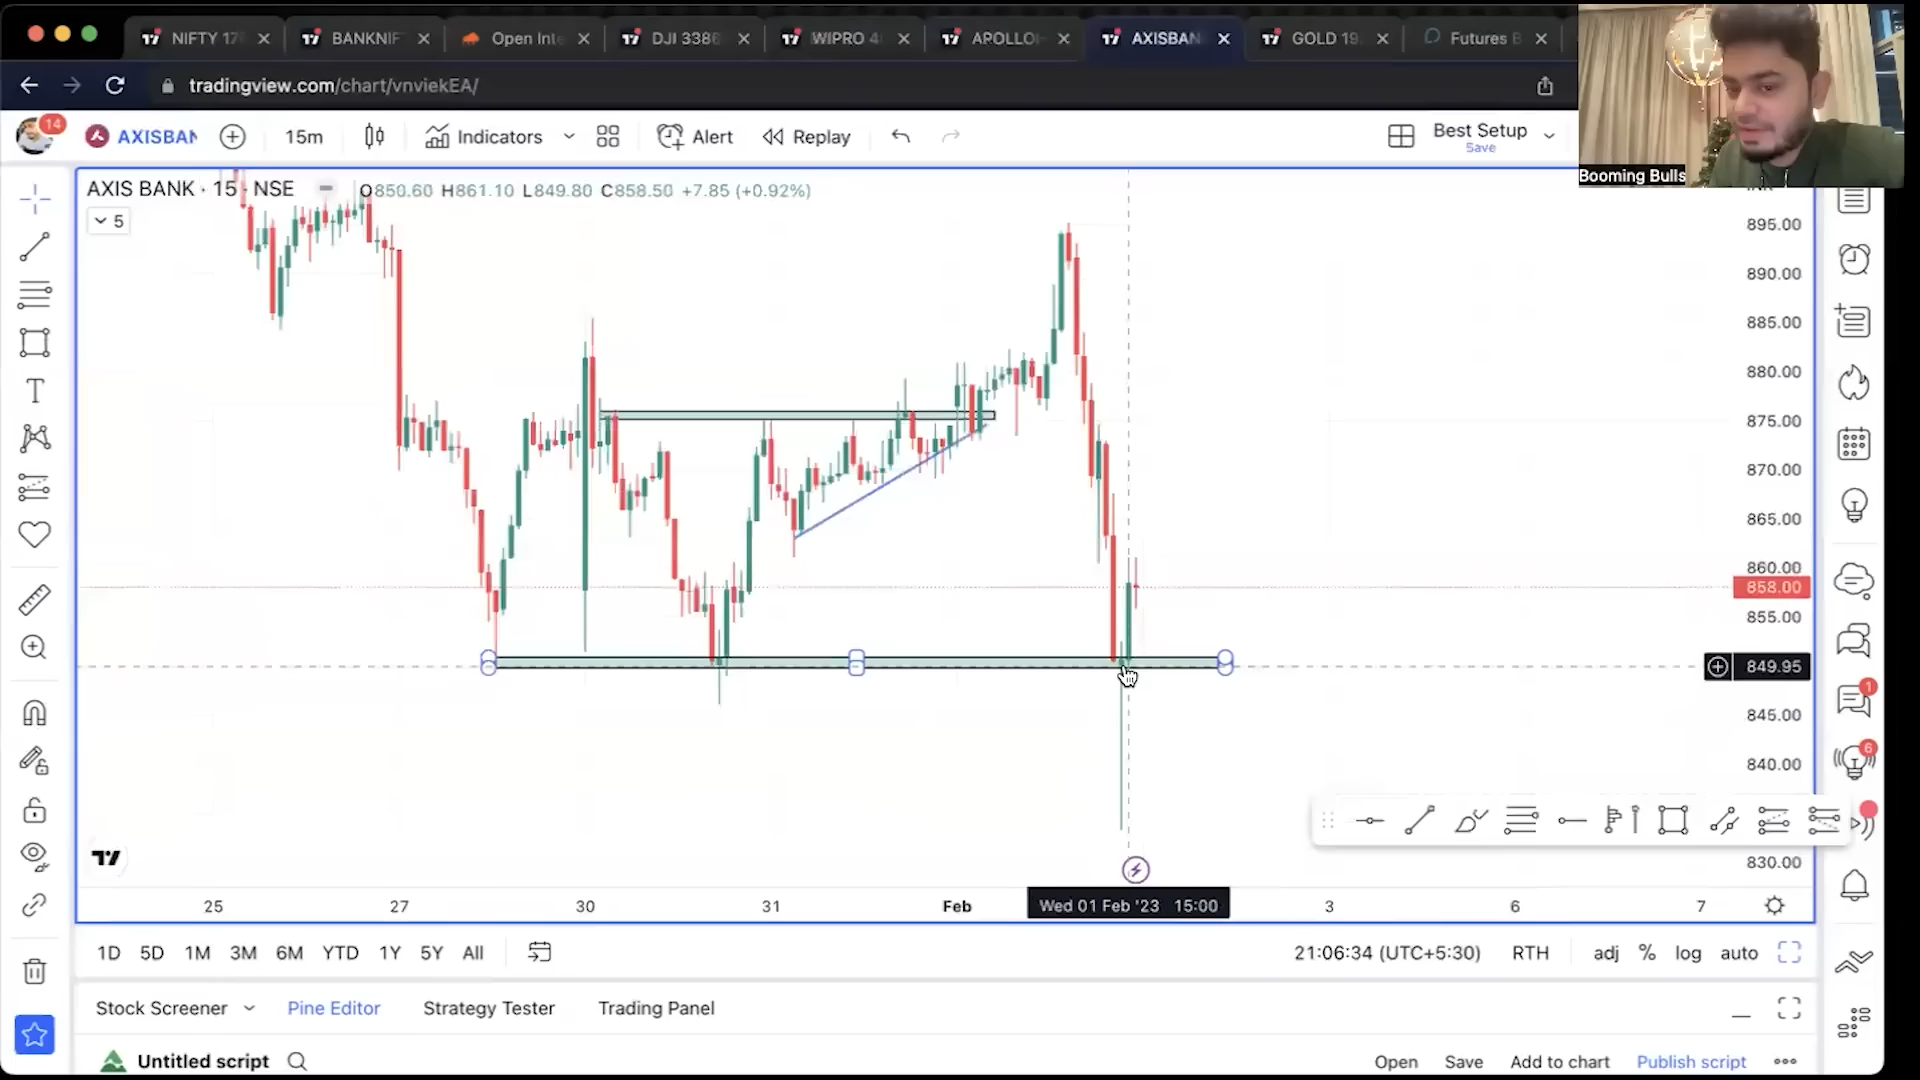 NIFTY 17
BANKNIF
Open Inte
DJI 3386
WIPRO 4
APOLLOH
AXISBAN
GOLD 19
Futures B
tradingview.com/chart/vnviekEA/
14
AXISBAN
15m
Indicators
Alert
Replay
Best Setup
Save
Booming Bulls
AXIS BANK · 15 · NSE
O850.60 H861.10 L849.80 C858.50 +7.85 (+0.92%)
5
895.00
890.00
885.00
880.00
875.00
870.00
865.00
860.00
858.00
855.00
849.95
845.00
840.00
830.00
1
6
25
27
30
31
Feb
Wed 01 Feb '23 15:00
3
6
7
1D
5D
1M
3M
6M
YTD
1Y
5Y
All
21:06:34 (UTC+5:30)
RTH
adj
%
log
auto
Stock Screener
Pine Editor
Strategy Tester
Trading Panel
Untitled script
Open
Save
Add to chart
Publish script